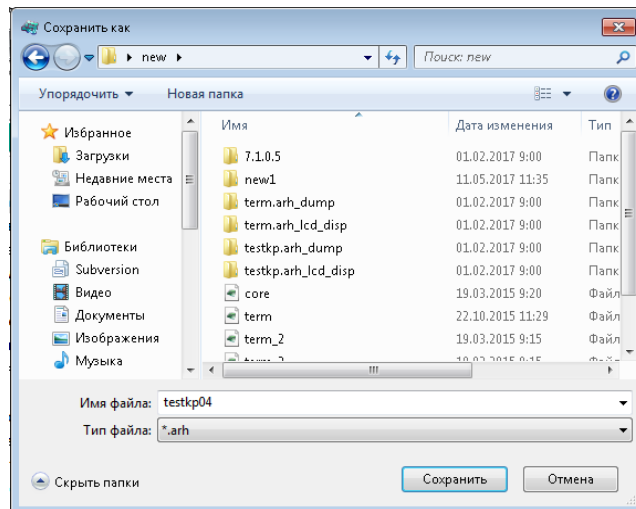 Сохранить как
new
Поиск: new
Упорядочить Новая папка
Имя Дата изменения Тип
Избранное
Загрузки
Недавние места
Рабочий стол
Библиотеки
Subversion
Видео
Документы
Изображения
Музыка
7.1.0.5 01.02.2017 9:00 Папк
new1 11.05.2017 11:35 Папк
term.arh_dump 01.02.2017 9:00 Папк
term.arh_lcd_disp 01.02.2017 9:00 Папк
testkp.arh_dump 01.02.2017 9:00 Папк
testkp.arh_lcd_disp 01.02.2017 9:00 Папк
core 19.03.2015 9:20 Файл
term 22.10.2015 11:29 Файл
term_2 19.03.2015 9:15 Файл
Имя файла: testkp04
Тип файла: *.arh
Скрыть папки
Сохранить Отмена